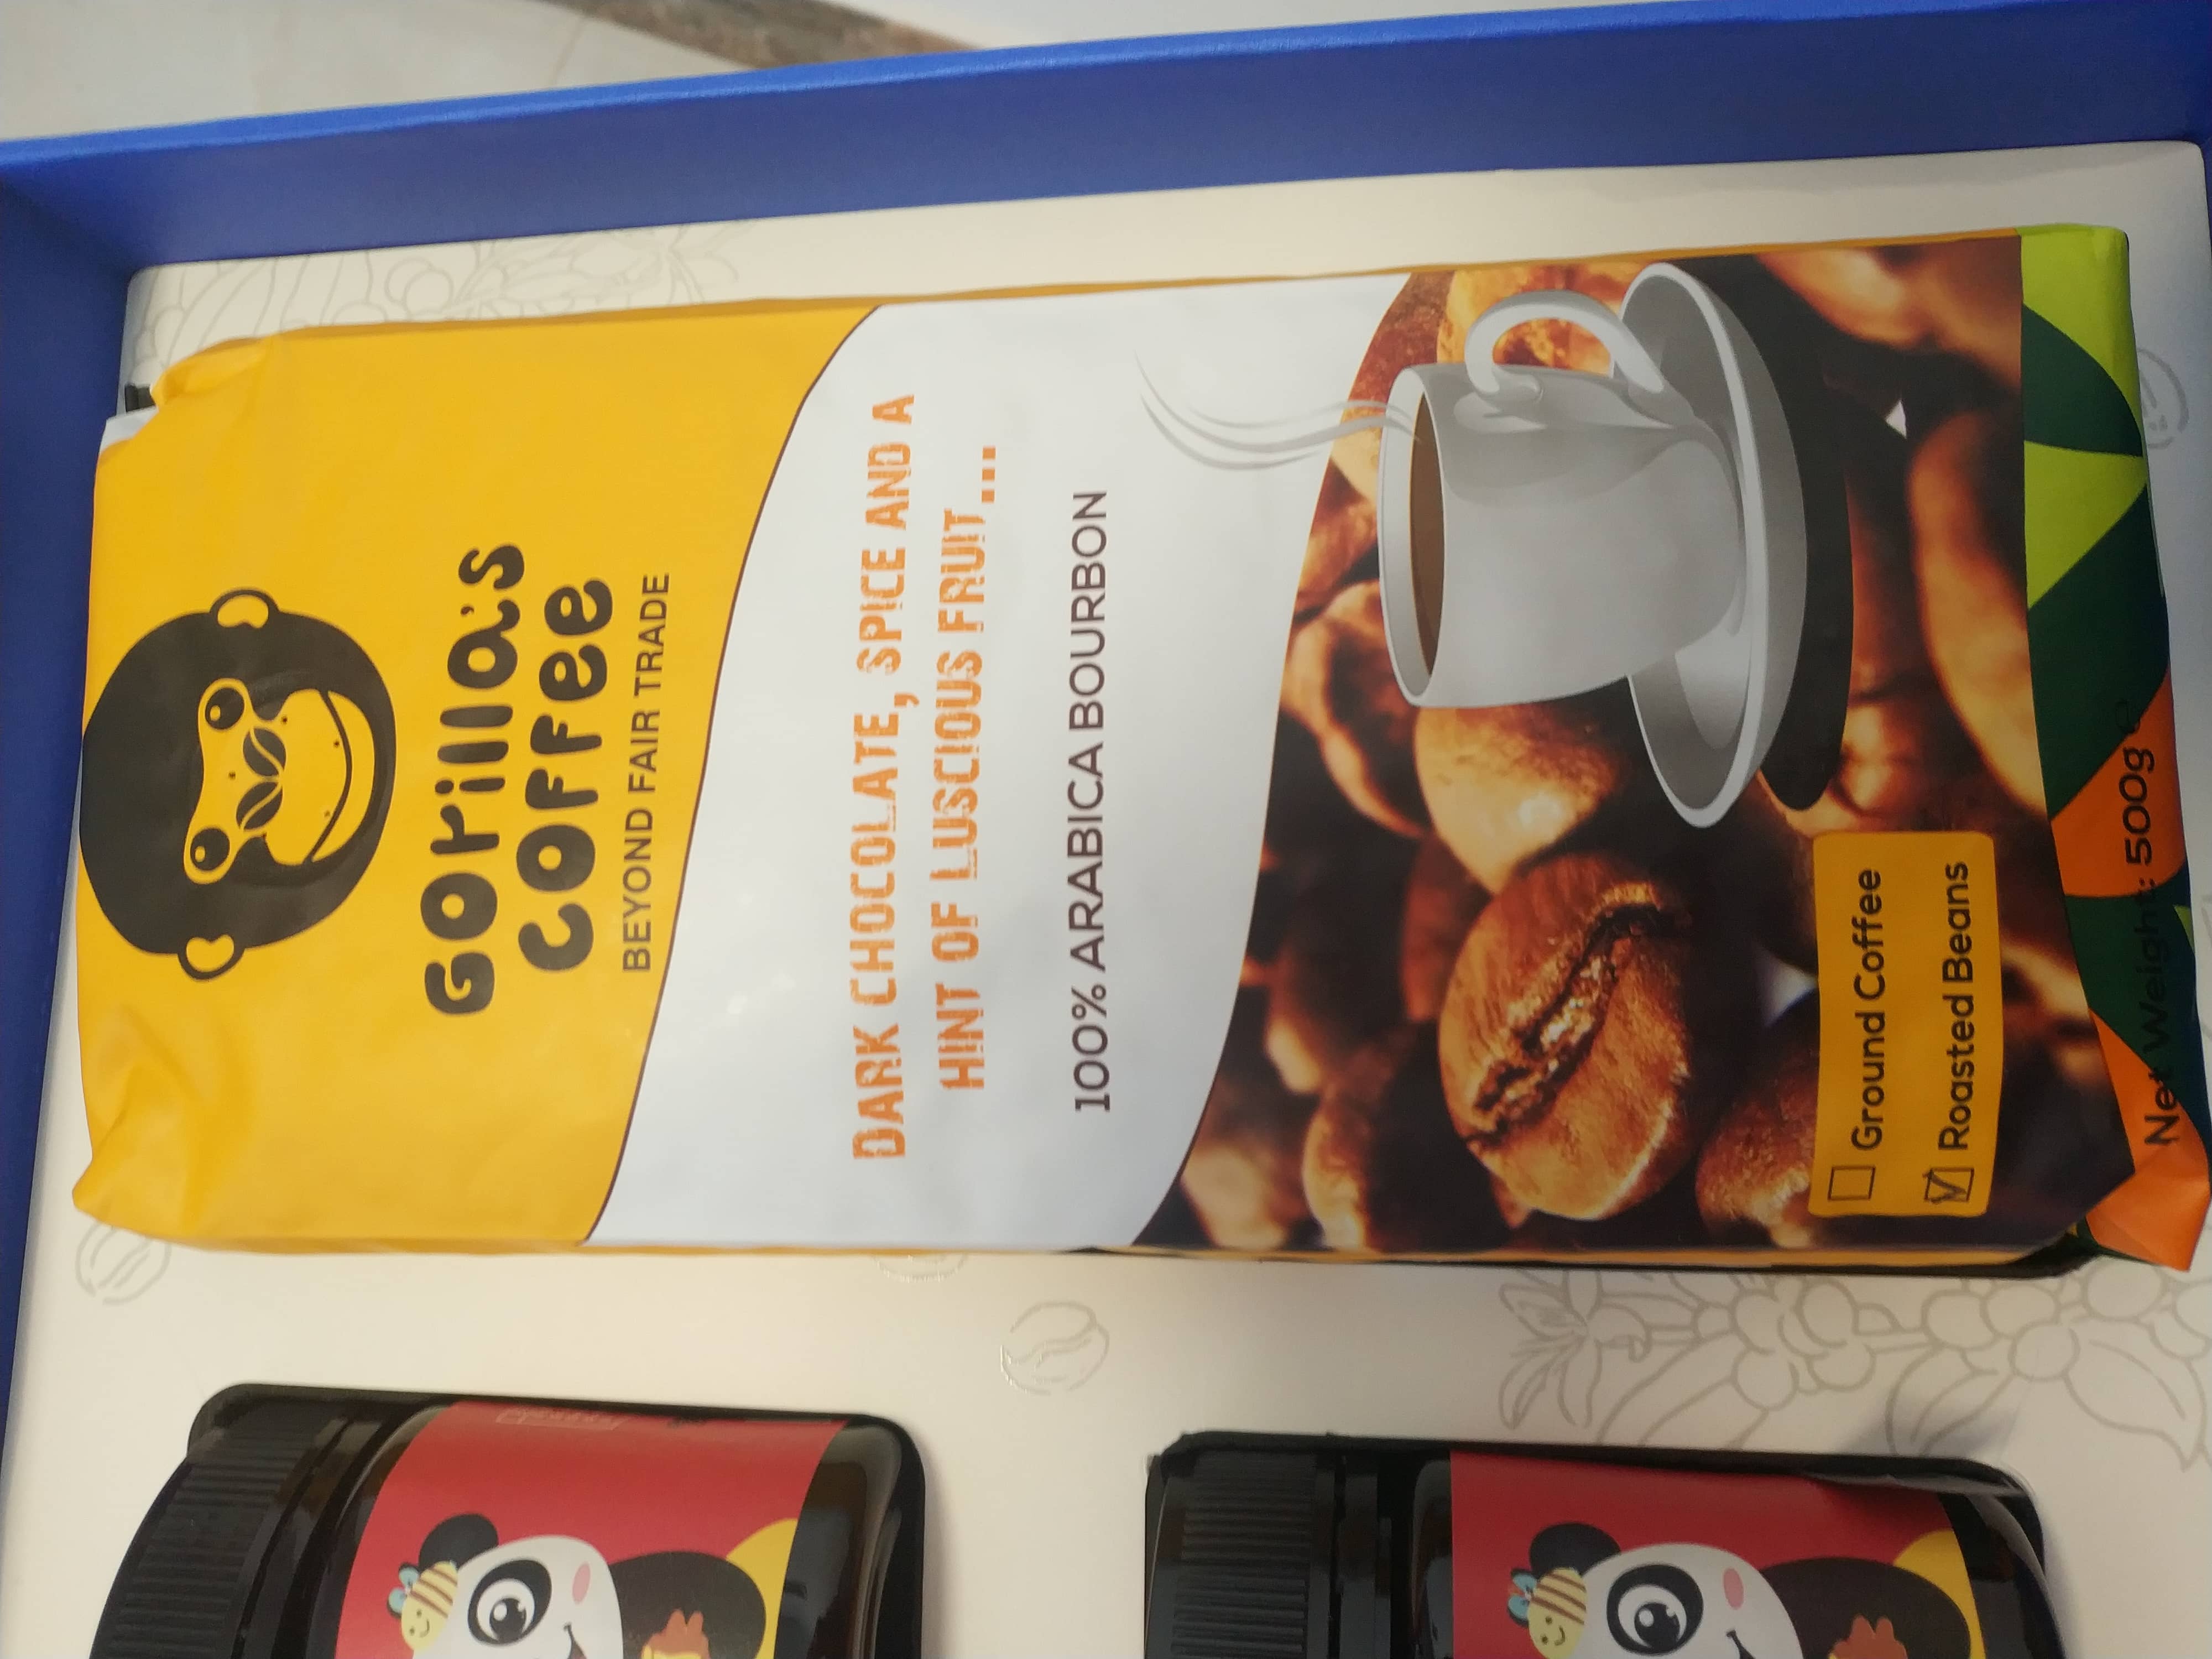 Gorilla's
Coffee
BEYOND FAIR TRADE
DARK CHOCOLATE, SPICE AND A
HINT OF LUSCIOUS FRUIT...
100% ARABICA BOURBON
Ground Coffee
Roasted Beans
Net Weight: 500g e